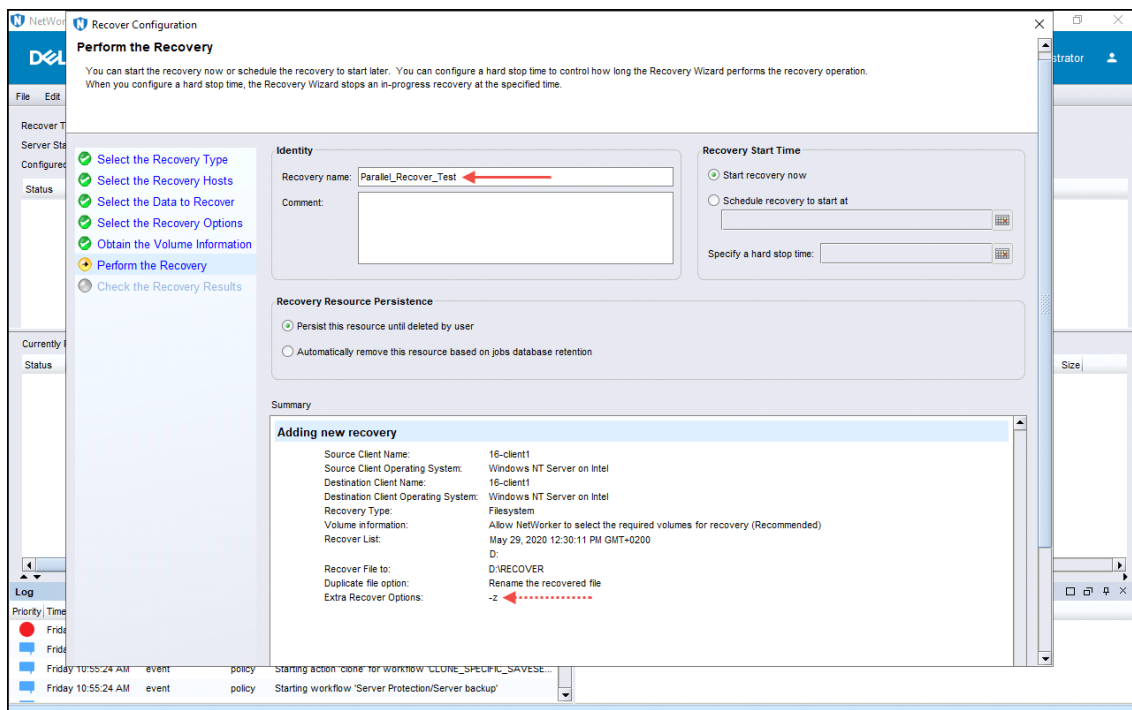 NetWor
Recover Configuration
Perform the Recovery
You can start the recovery now or schedule the recovery to start later. You can configure a hard stop time to control how long the Recovery Wizard performs the recovery operation.
When you configure a hard stop time, the Recovery Wizard stops an in-progress recovery at the specified time.
DELL
strator
File Edit
Recover T
Server Sta
Configured
Status
Select the Recovery Type
Select the Recovery Hosts
Select the Data to Recover
Select the Recovery Options
Obtain the Volume Information
Perform the Recovery
Check the Recovery Results
Identity
Recovery name: Parallel_Recover_Test
Comment:
Recovery Start Time
Start recovery now
Schedule recovery to start at
Specify a hard stop time:
Recovery Resource Persistence
Persist this resource until deleted by user
Automatically remove this resource based on jobs database retention
Currently
Status
Size
Summary
Adding new recovery
Source Client Name: 16-client1
Source Client Operating System: Windows NT Server on Intel
Destination Client Name: 16-client1
Destination Client Operating System: Windows NT Server on Intel
Recovery Type: Filesystem
Volume information: Allow NetWorker to select the required volumes for recovery (Recommended)
Recover List: May 29, 2020 12:30:11 PM GMT+0200
D:
Recover File to: D:\RECOVER
Duplicate file option: Rename the recovered file
Extra Recover Options: -z
Log
Priority Time
Frida
Frida
Friday 10:55:24 AM event policy Starting action 'clone' for workflow 'CLONE_SPECIFIC_SAVESE...
Friday 10:55:24 AM event policy Starting workflow 'Server Protection/Server backup'